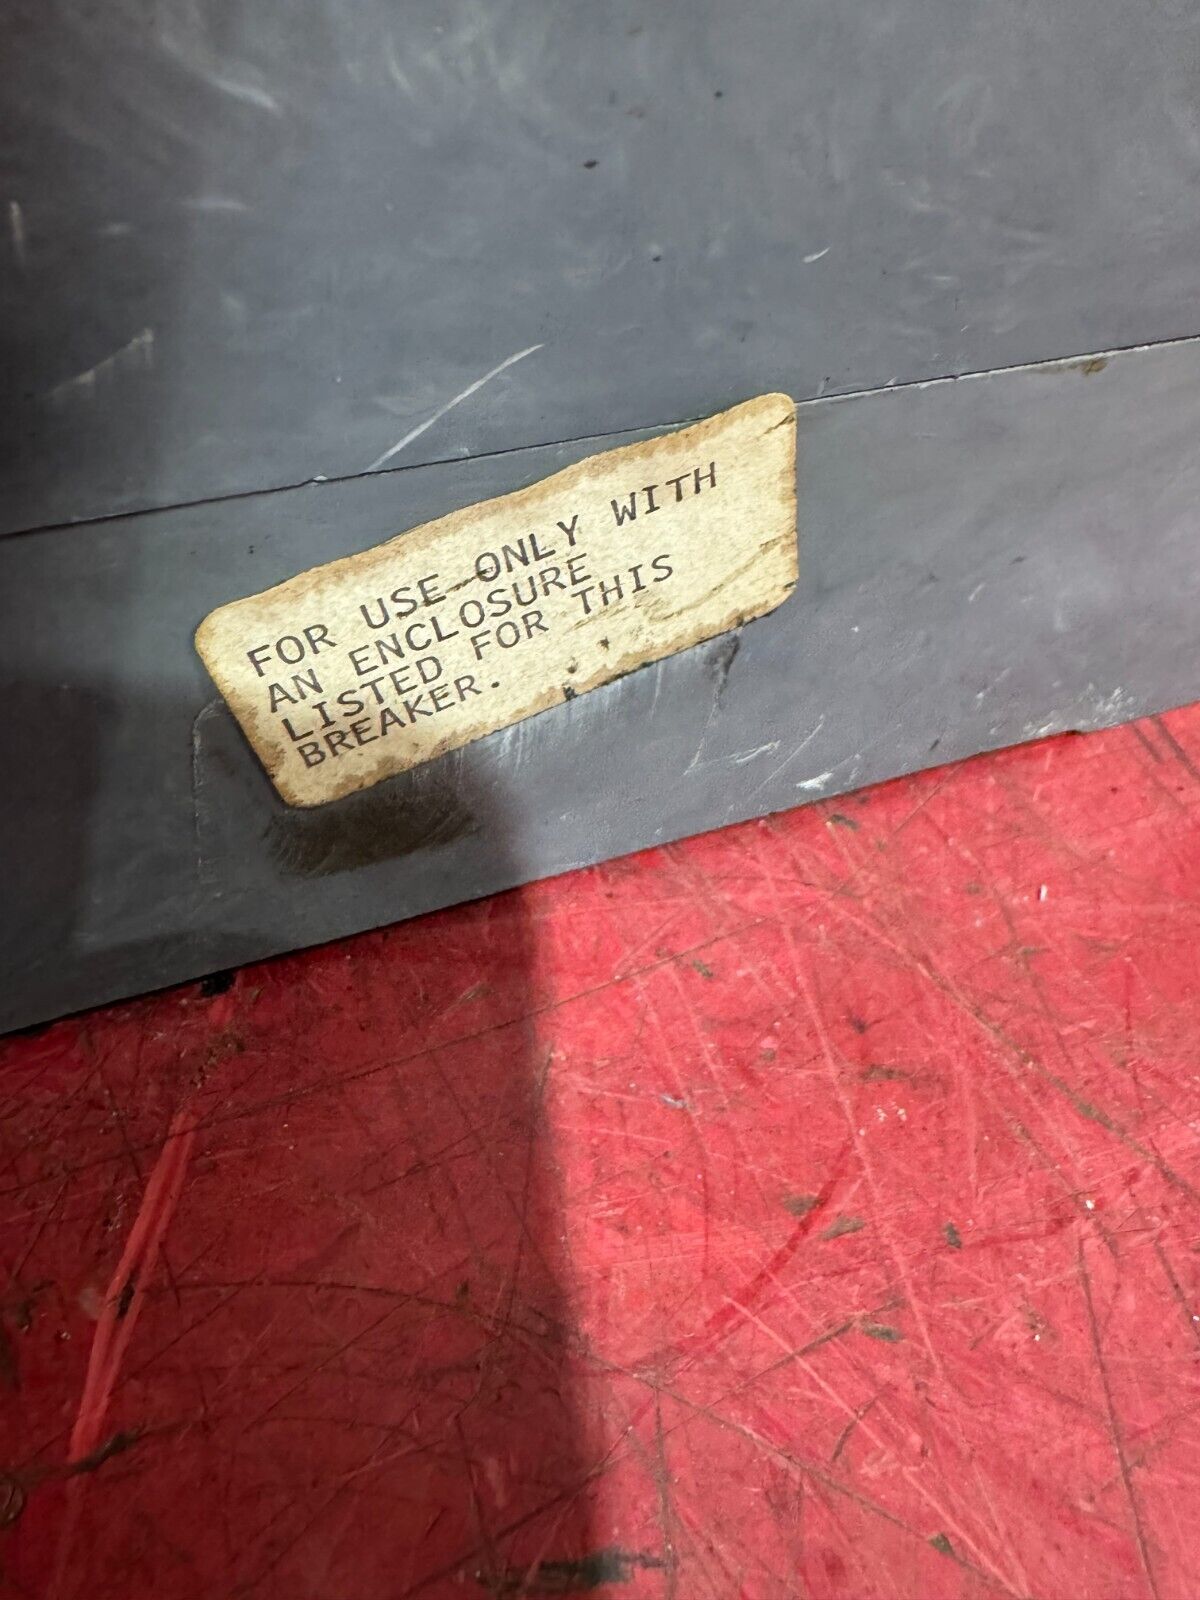 FOR USE ONLY WITH
AN ENCLOSURE
LISTED FOR THIS
BREAKER.